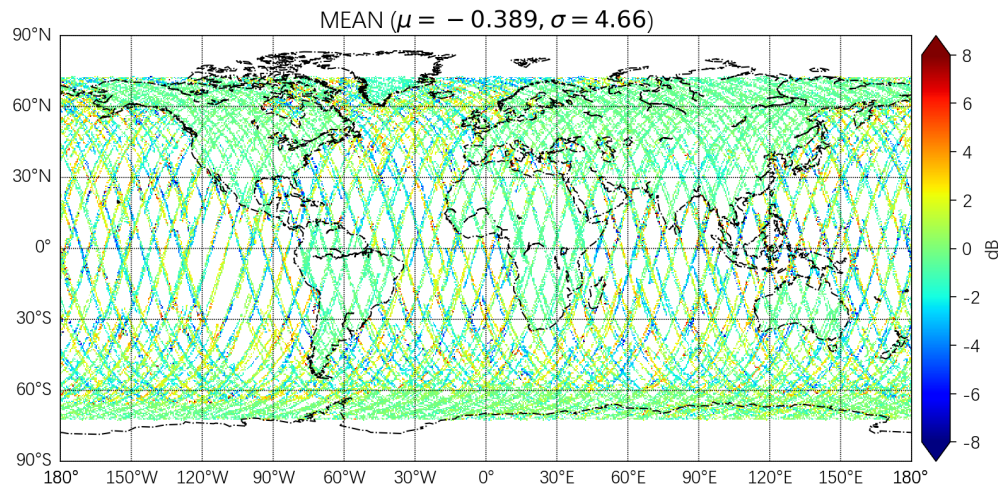 MEAN (μ = − 0.389, σ = 4.66)
90°N
60°N
30°N
0°
30°S
60°S
90°S
180° 150°W 120°W 90°W 60°W 30°W 0° 30°E 60°E 90°E 120°E 150°E 180°
8
6
4
2
0
-2
-4
-6
-8
dB